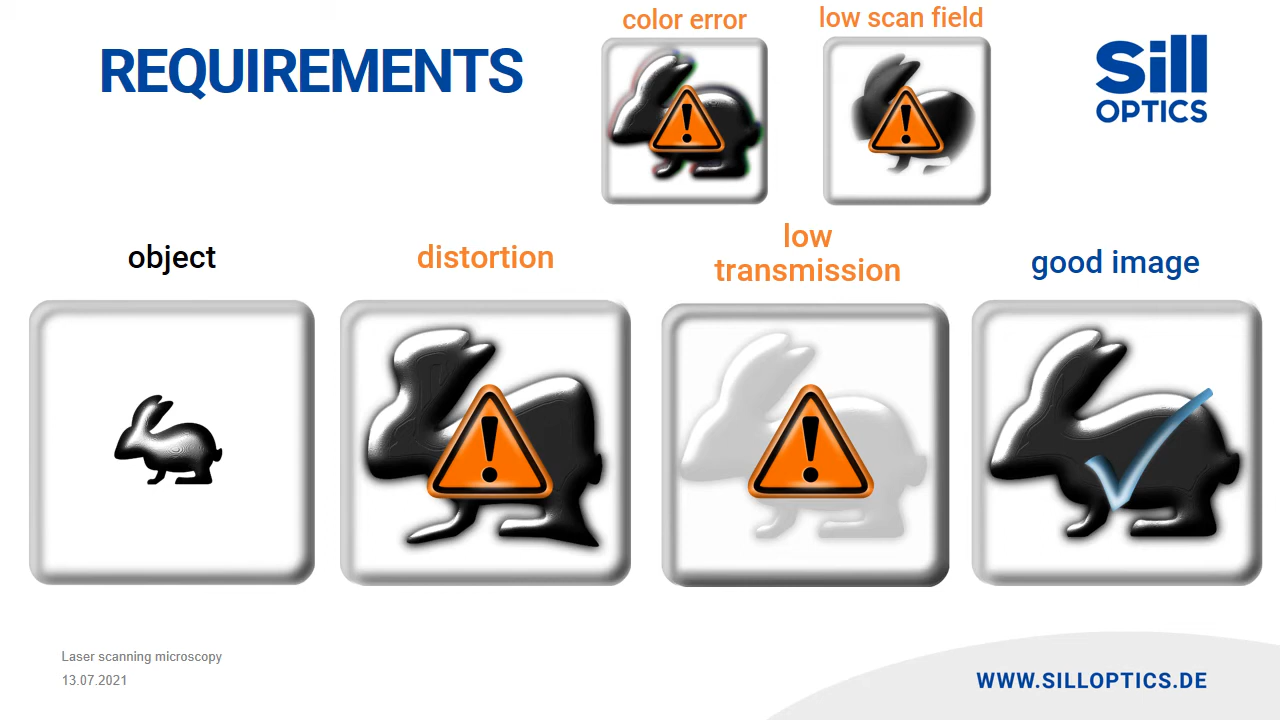 REQUIREMENTS
color error
low scan field
Sill
OPTICS
object
distortion
low
transmission
good image
Laser scanning microscopy
13.07.2021
WWW.SILLOPTICS.DE